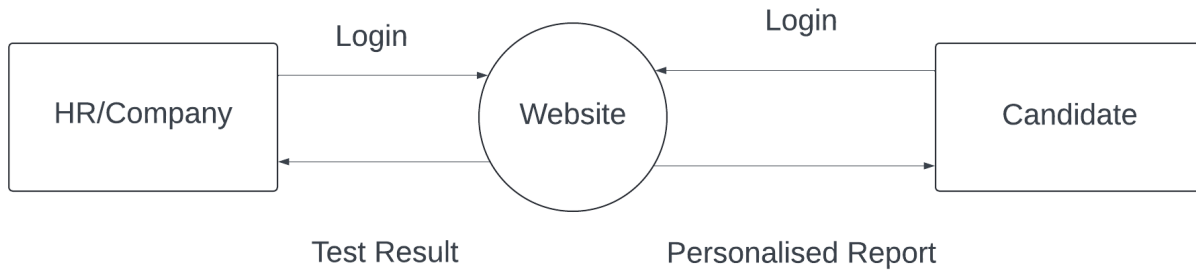 Login
Login
HR/Company
Website
Candidate
Test Result
Personalised Report